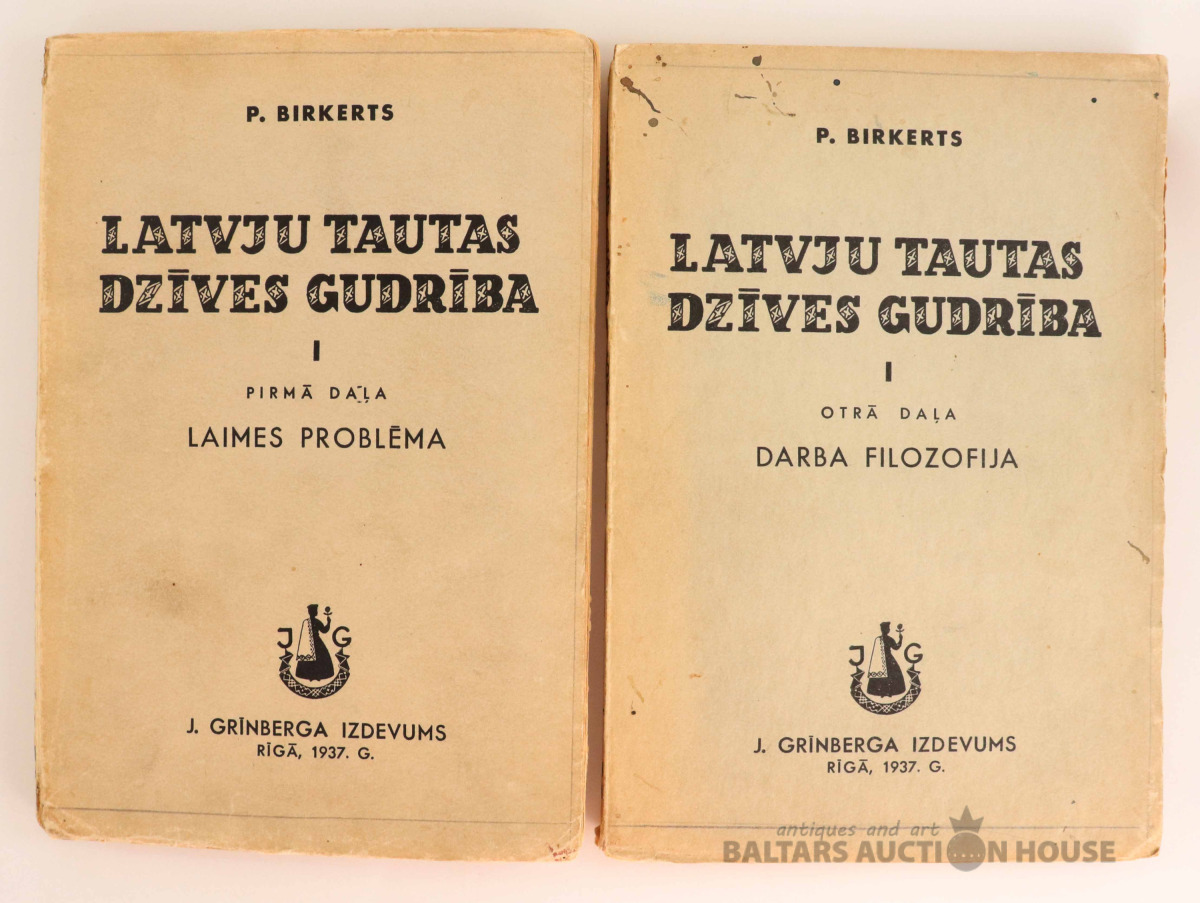 P. BIRKERTS
LATVJU TAUTAS
DZĪVES GUDRĪBA
I
PIRMĀ DAĻA
LAIMES PROBLĒMA
J G
J. GRĪNBERGA IZDEVUMS
RĪGĀ, 1937. G.
P. BIRKERTS
LATVJU TAUTAS
DZĪVES GUDRĪBA
I
OTRĀ DAĻA
DARBA FILOZOFIJA
J G
J. GRĪNBERGA IZDEVUMS
RĪGĀ, 1937. G.
antiques and art
BALTARS AUCTION HOUSE